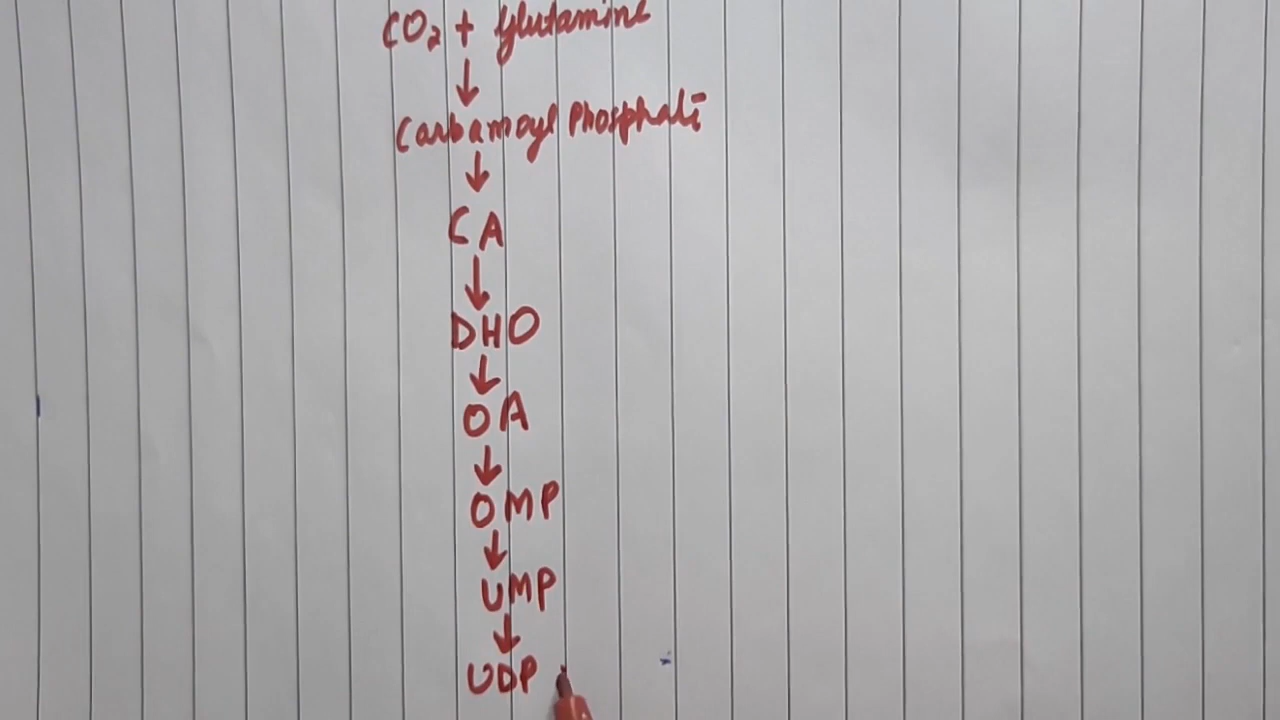 CO₂ + Glutamine
↓
Carbamoyl Phosphate
↓
CA
↓
DHO
↓
OA
↓
OMP
↓
UMP
↓
UDP